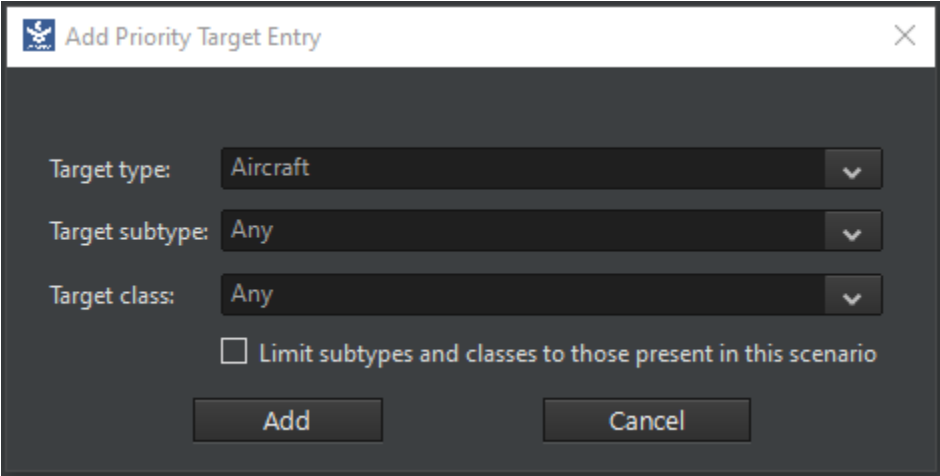 Add Priority Target Entry
Target type: Aircraft
Target subtype: Any
Target class: Any
Limit subtypes and classes to those present in this scenario
Add Cancel